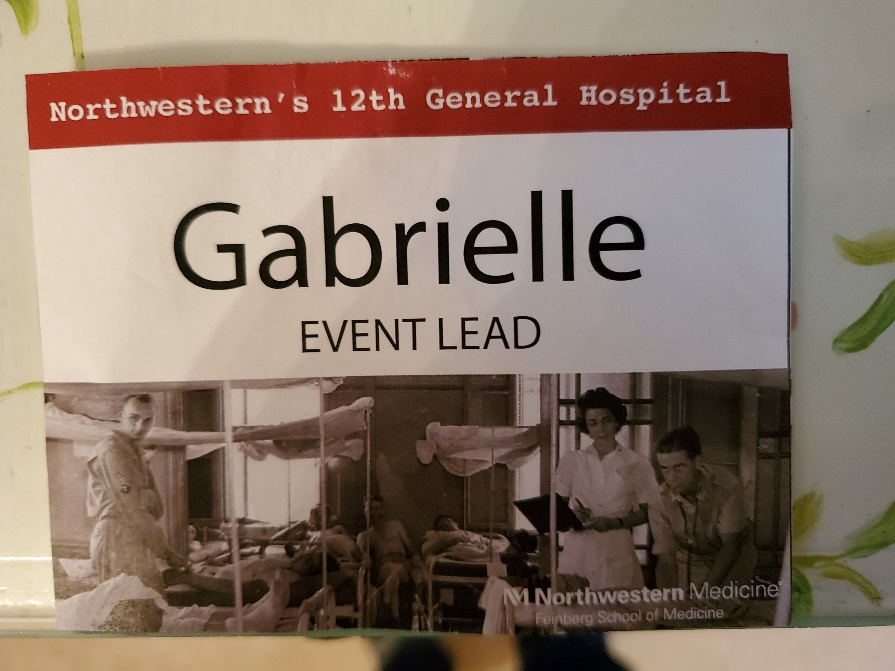 Northwestern's 12th General Hospital
Gabrielle
EVENT LEAD
Northwestern Medicine®
Feinberg School of Medicine